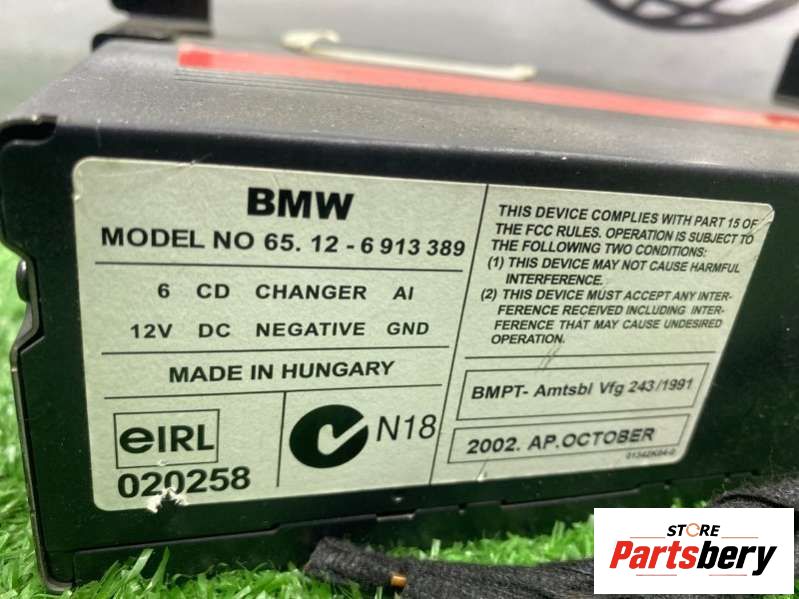 BMW
MODEL NO 65. 12 - 6 913 389
6 CD CHANGER AI
12V DC NEGATIVE GND
MADE IN HUNGARY
eIRL
020258
N18
THIS DEVICE COMPLIES WITH PART 15 OF
THE FCC RULES. OPERATION IS SUBJECT TO
THE FOLLOWING TWO CONDITIONS:
(1) THIS DEVICE MAY NOT CAUSE HARMFUL
INTERFERENCE.
(2) THIS DEVICE MUST ACCEPT ANY INTER-
FERENCE RECEIVED INCLUDING INTER-
FERENCE THAT MAY CAUSE UNDESIRED
OPERATION.
BMPT- Amtsbl Vfg 243/1991
2002. AP.OCTOBER
01342K04-0
STORE
Partsbery